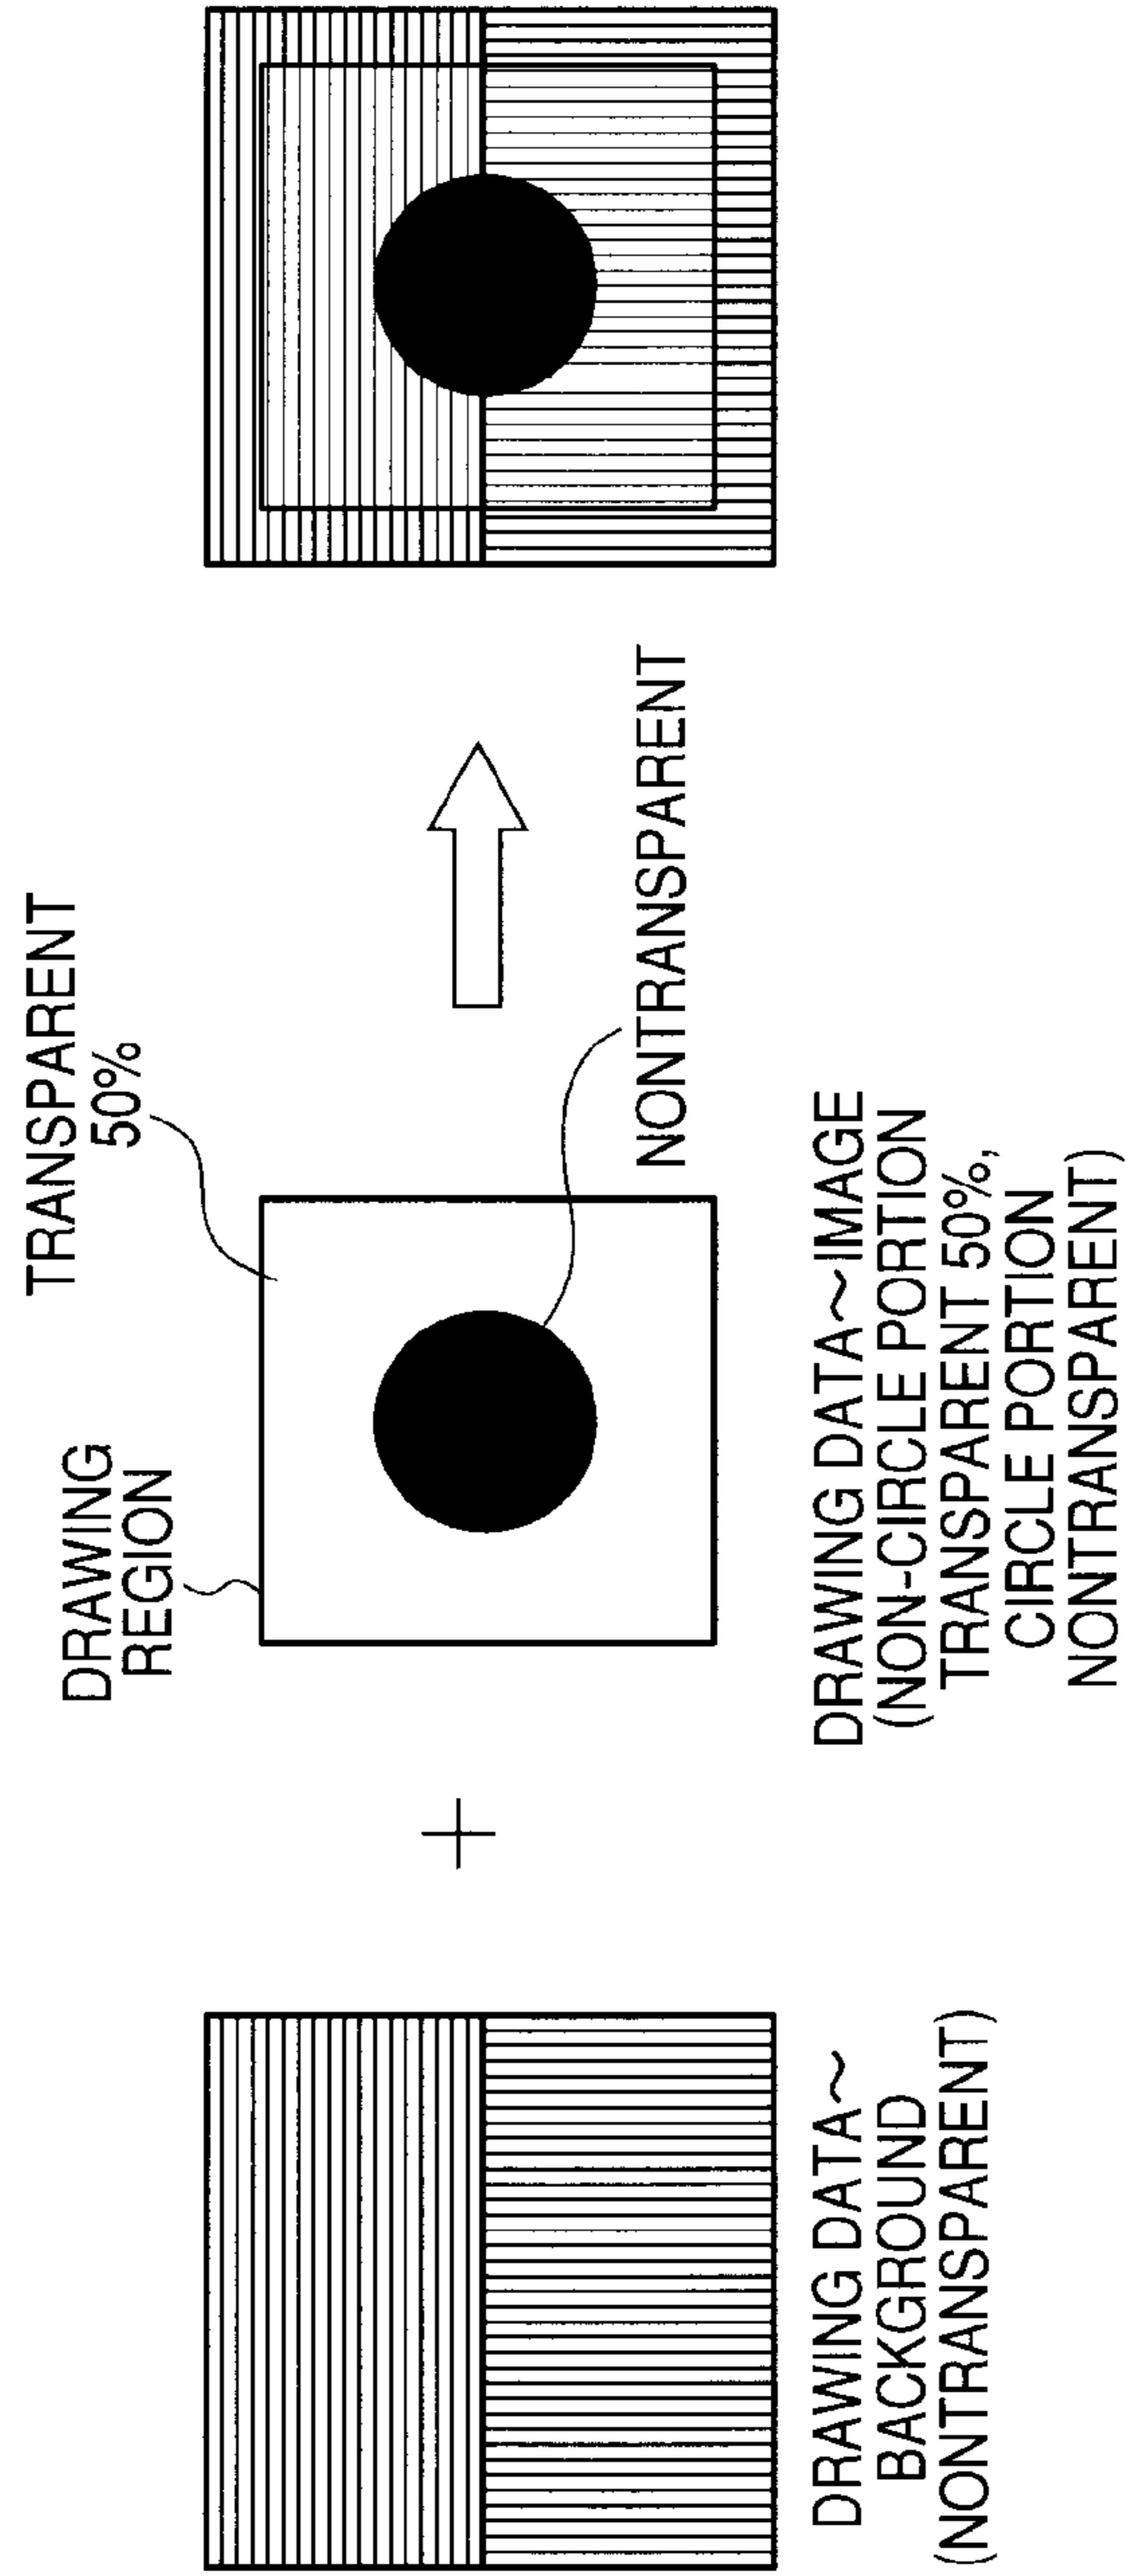 DRAWING DATA～
BACKGROUND
(NONTRANSPARENT)
+
DRAWING
REGION
TRANSPARENT
50%
NONTRANSPARENT
DRAWING DATA～IMAGE
(NON-CIRCLE PORTION
TRANSPARENT 50%,
CIRCLE PORTION
NONTRANSPARENT)